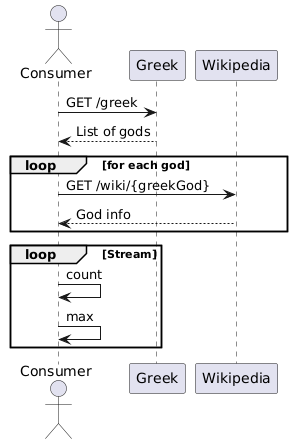 Consumer
Greek
Wikipedia
GET /greek
List of gods
loop [for each god]
GET /wiki/{greekGod}
God info
loop [Stream]
count
max
Consumer
Greek
Wikipedia